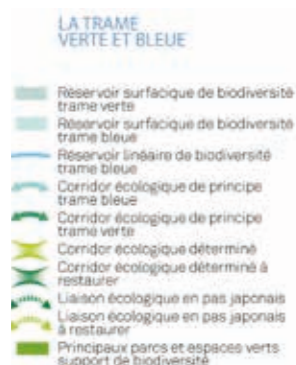 LA TRAME
VERTE ET BLEUE
Réservoir surfacique de biodiversité
trame verte
Réservoir surfacique de biodiversité
trame bleue
Réservoir linéaire de biodiversité
trame bleue
Corridor écologique de principe
trame bleue
Corridor écologique de principe
trame verte
Corridor écologique déterminé
Corridor écologique déterminé à
restaurer
Liaison écologique en pas japonais
Liaison écologique en pas japonais
à restaurer
Principaux parcs et espaces verts
support de biodiversité